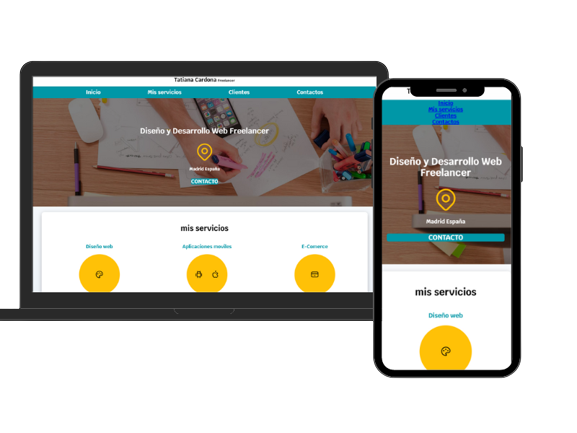 Tatiana Cardona Freelancer
Inicio Mis servicios Clientes Contactos
Diseño y Desarrollo Web Freelancer
Madrid España
CONTACTO
mis servicios
Diseño web Aplicaciones moviles E-Comerce
Inicio
Mis servicios
Clientes
Contactos
Diseño y Desarrollo Web
Freelancer
Madrid España
CONTACTO
mis servicios
Diseño web